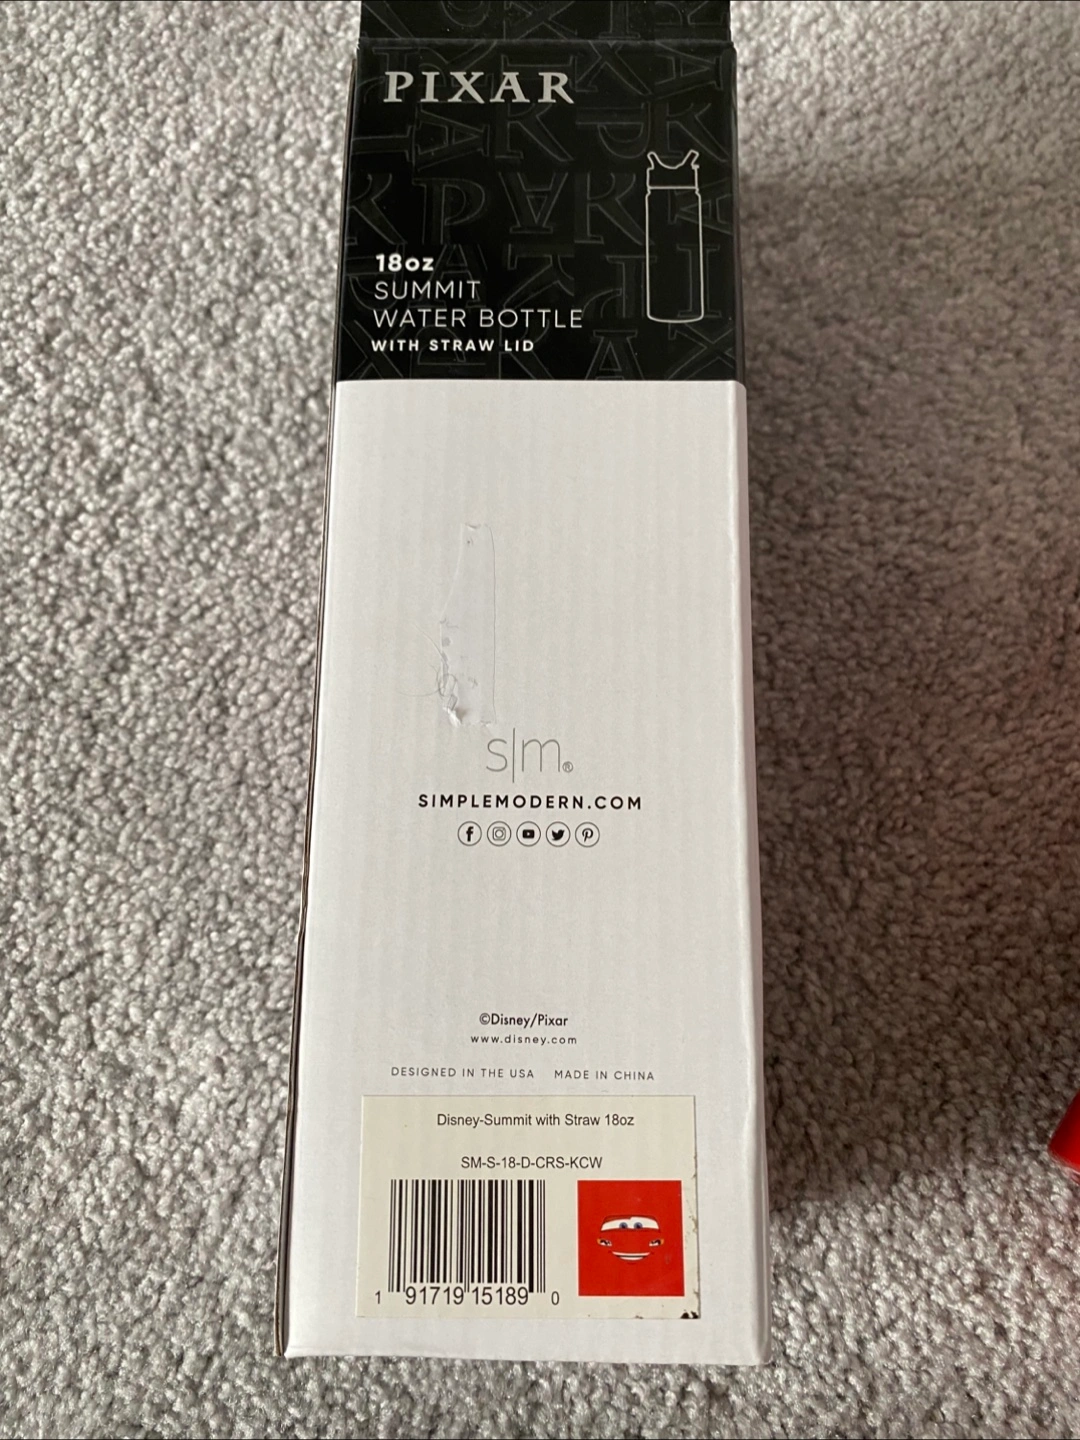 PIXAR
18oz
SUMMIT
WATER BOTTLE
WITH STRAW LID
s|m®
SIMPLEMODERN.COM
©Disney/Pixar
www.disney.com
DESIGNED IN THE USA MADE IN CHINA
Disney-Summit with Straw 18oz
SM-S-18-D-CRS-KCW
1 91719 15189 0